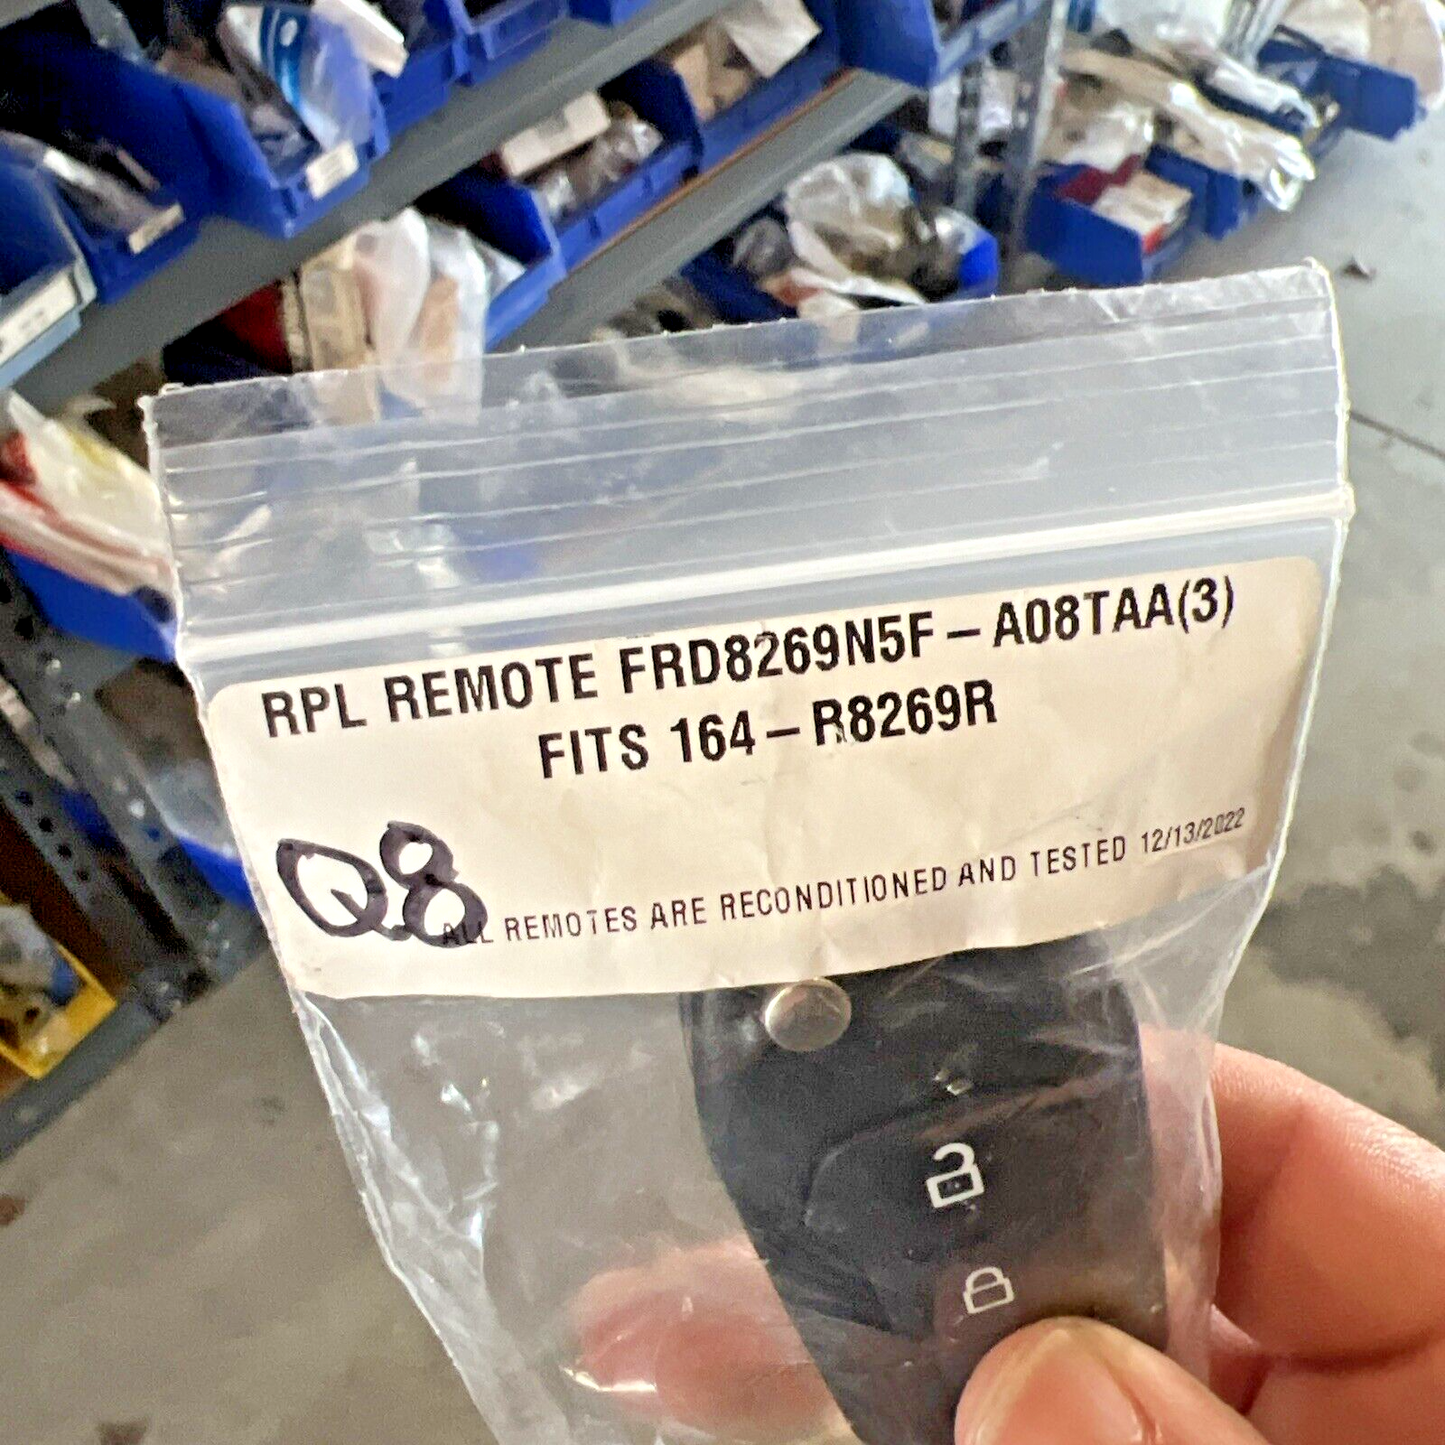 RPL REMOTE FRD8269N5F – A08TAA(3)
FITS 164 – R8269R
Q8
ALL REMOTES ARE RECONDITIONED AND TESTED 12/13/2022